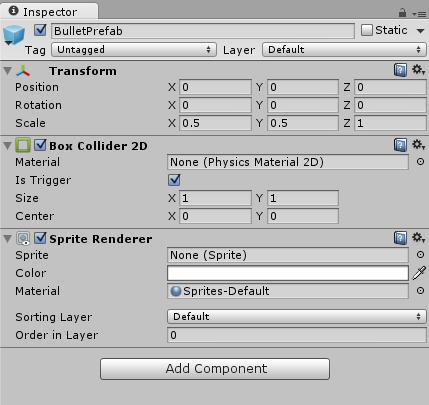 Inspector
BulletPrefab Static
Tag Untagged Layer Default
Transform
Position X 0 Y 0 Z 0
Rotation X 0 Y 0 Z 0
Scale X 0.5 Y 0.5 Z 1
Box Collider 2D
Material None (Physics Material 2D)
Is Trigger
Size X 1 Y 1
Center X 0 Y 0
Sprite Renderer
Sprite None (Sprite)
Color
Material Sprites-Default
Sorting Layer Default
Order in Layer 0
Add Component